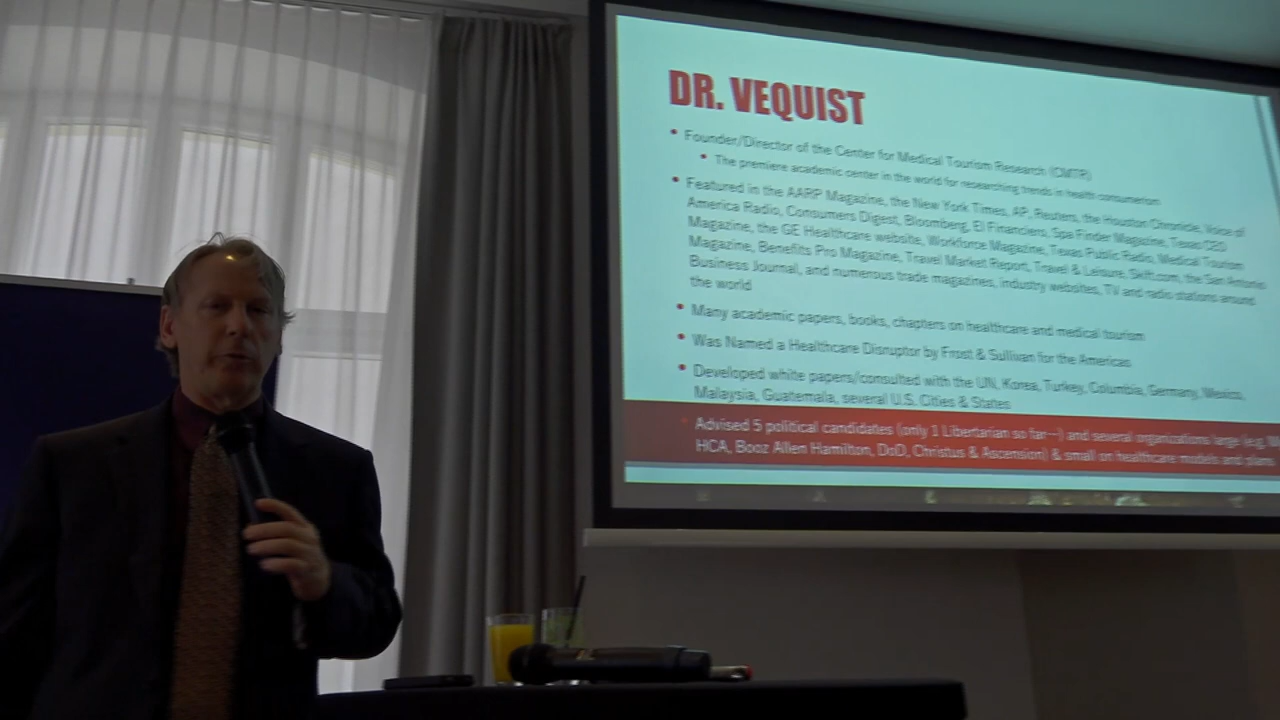 DR. VEQUIST
• Founder/Director of the Center for Medical Tourism Research (CMTR)
• The premiere academic center in the world for researching trends in health consumerism
• Featured in the AARP Magazine, the New York Times, AP, Reuters, the Houston Chronicle, Voice of
America Radio, Consumers Digest, Bloomberg, El Financiero, Spa Finder Magazine, Texas CEO
Magazine, the GE Healthcare website, Workforce Magazine, Texas Public Radio, Medical Tourism
Magazine, Benefits Pro Magazine, Travel Market Report, Travel & Leisure, Skift.com, the San Antonio
Business Journal, and numerous trade magazines, industry websites, TV and radio stations around
the world
• Many academic papers, books, chapters on healthcare and medical tourism
• Was Named a Healthcare Disruptor by Frost & Sullivan for the Americas
• Developed white papers/consulted with the UN, Korea, Turkey, Columbia, Germany, Mexico,
Malaysia, Guatemala, several U.S. Cities & States
• Advised 5 political candidates (only 1 Libertarian so far--) and several organizations large (e.g.
HCA, Booz Allen Hamilton, DoD, Christus & Ascension) & small on healthcare models and plans